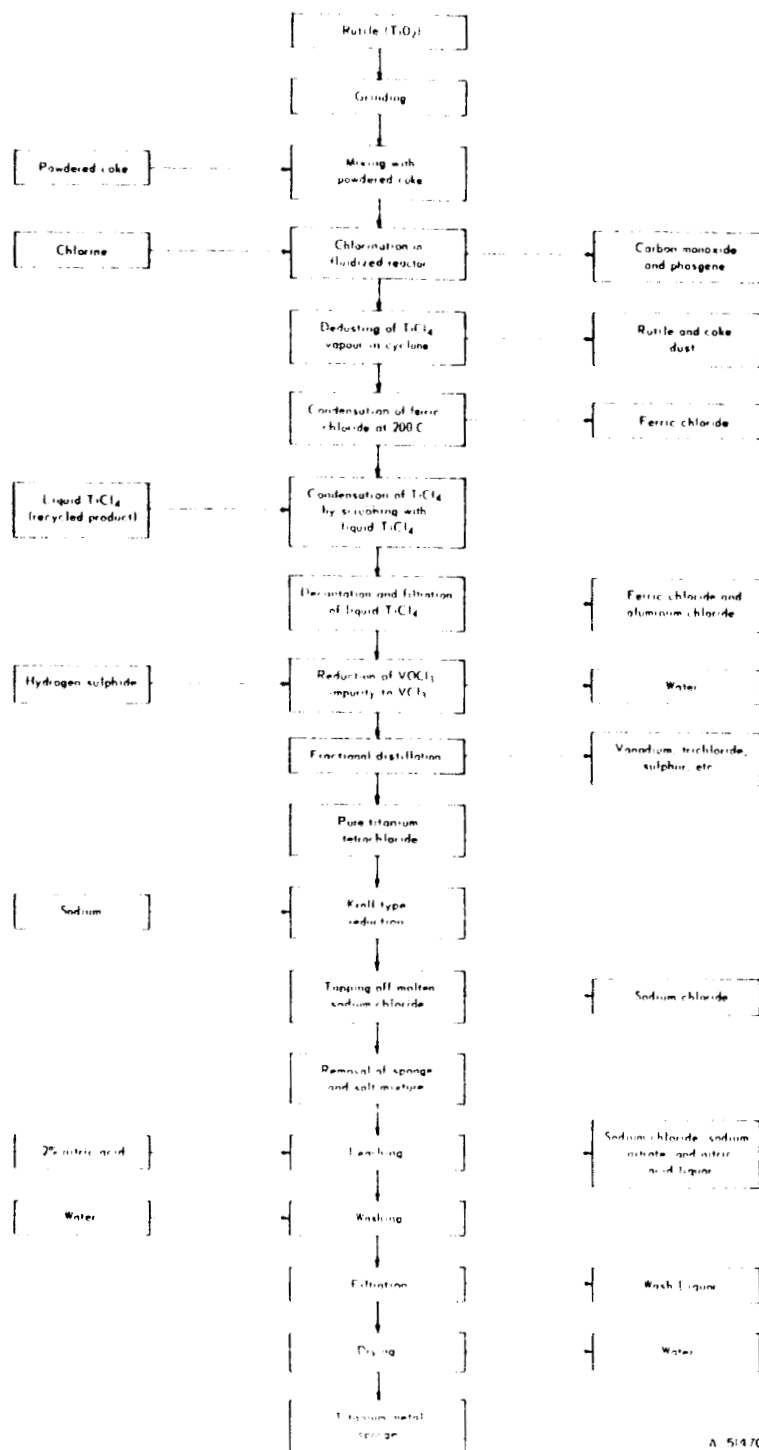 Rutile (TiO2)
Grinding
Powdered coke
Mixing with
powdered coke
Chlorine
Chlorination in
fluidized reactor
Carbon monoxide
and phosgene
Dedusting of TiCl4
vapour in cyclone
Rutile and coke
dust
Condensation of ferric
chloride at 200 C
Ferric chloride
Liquid TiCl4
(recycled product)
Condensation of TiCl4
by scrubbing with
liquid TiCl4
Decantation and filtration
of liquid TiCl4
Ferric chloride and
aluminum chloride
Hydrogen sulphide
Reduction of VOCl3
impurity to VCl3
Water
Fractional distillation
Vanadium, trichloride,
sulphur, etc
Pure titanium
tetrachloride
Sodium
Kroll type
reduction
Tapping off molten
sodium chloride
Sodium chloride
Removal of sponge
and salt mixture
2% nitric acid
Leaching
Sodium chloride, sodium
nitrate, and nitric
acid liquor
Water
Washing
Filtration
Wash Liquor
Drying
Water
Titanium metal
sponge
A 51470